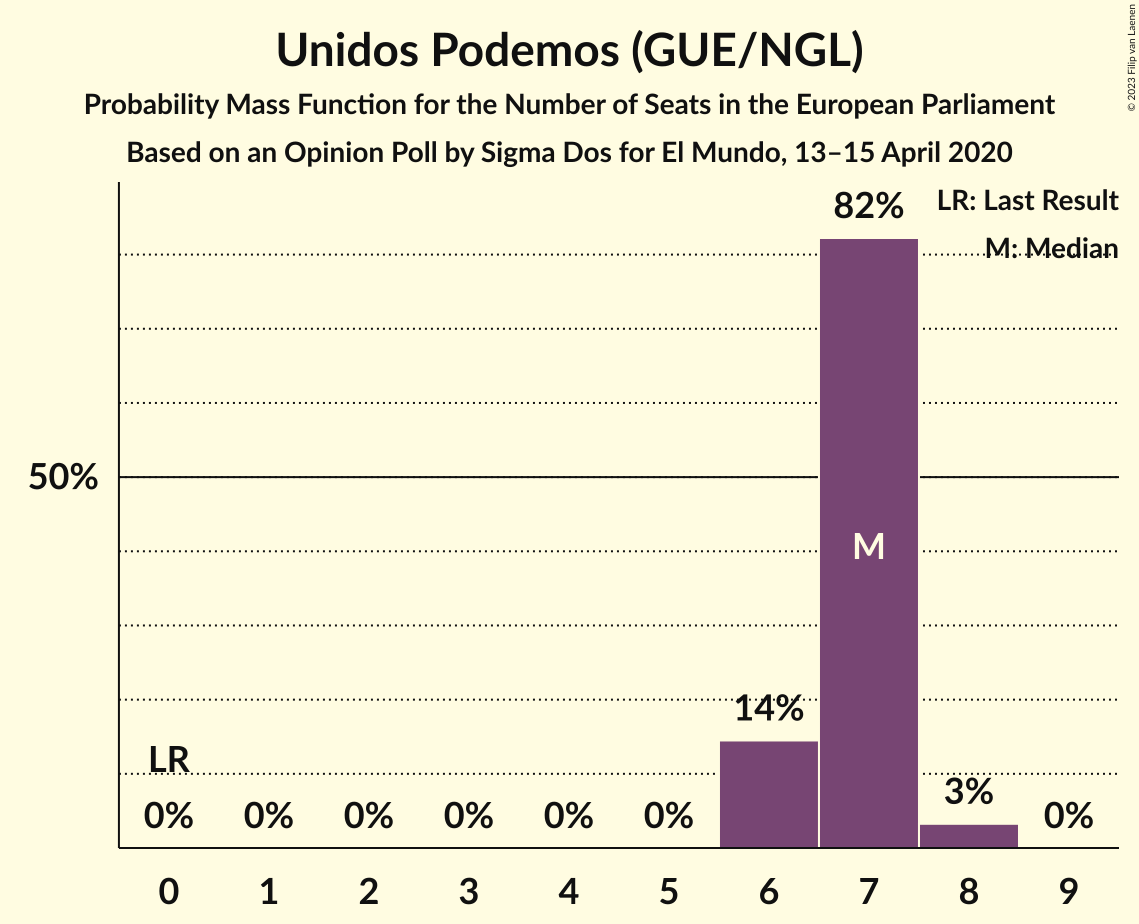 Unidos Podemos (GUE/NGL)
Probability Mass Function for the Number of Seats in the European Parliament
Based on an Opinion Poll by Sigma Dos for El Mundo, 13–15 April 2020
© 2023 Filip van Laenen
LR: Last Result
M: Median
82%
50%
M
14%
LR
3%
0% 0% 0% 0% 0% 0% 0%
0 1 2 3 4 5 6 7 8 9